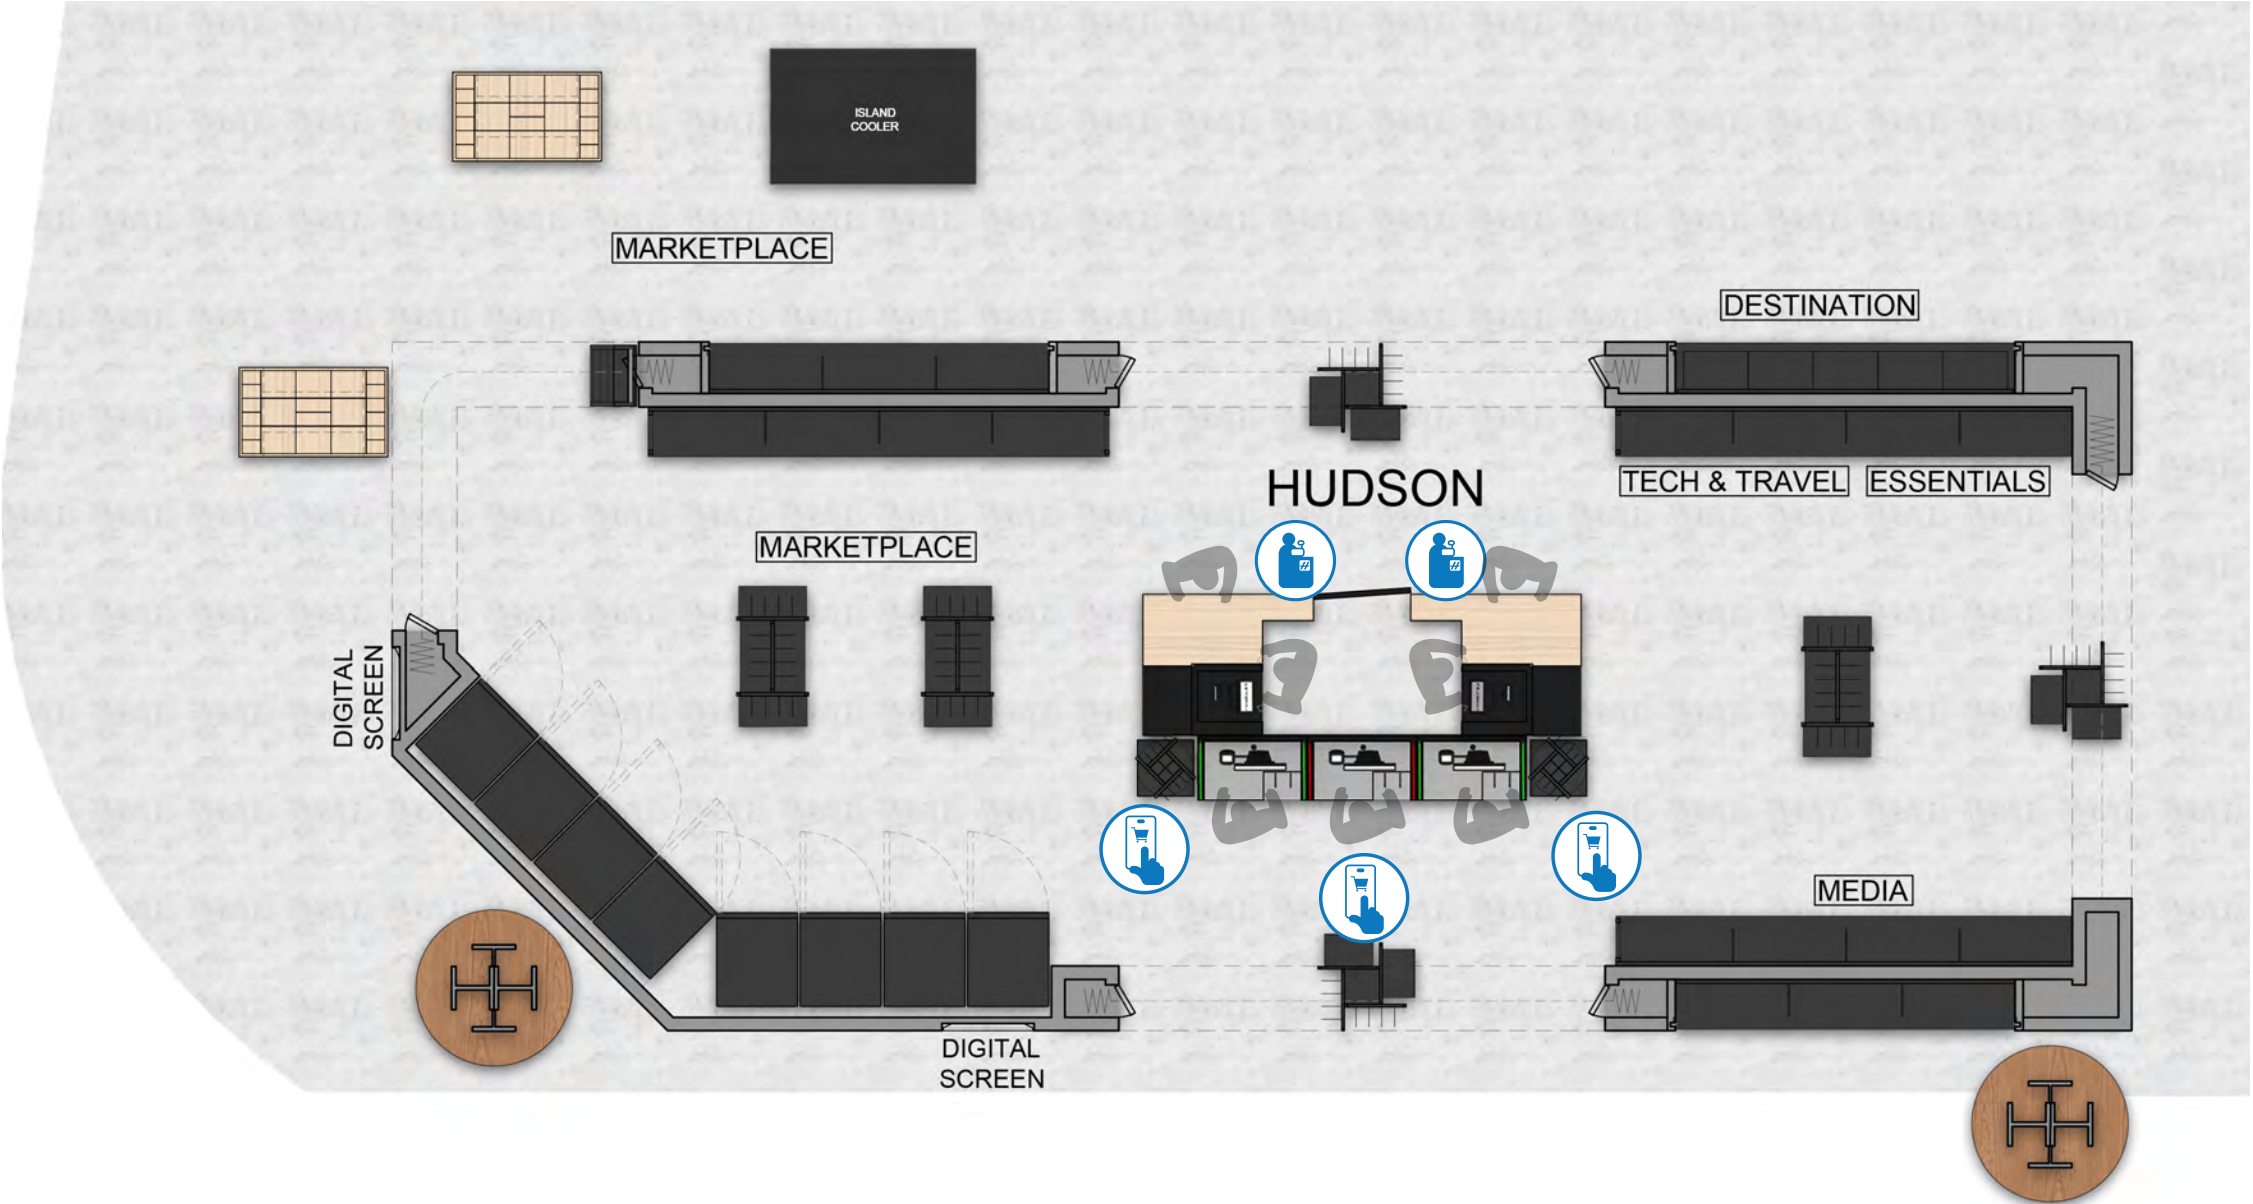 ISLAND
COOLER
MARKETPLACE
DESTINATION
HUDSON
TECH & TRAVEL
ESSENTIALS
MARKETPLACE
DIGITAL
SCREEN
MEDIA
DIGITAL
SCREEN